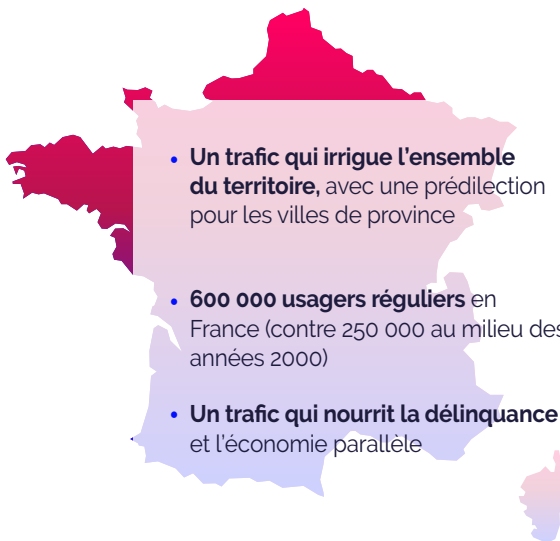 • Un trafic qui irrigue l’ensemble
du territoire, avec une prédilection
pour les villes de province
• 600 000 usagers réguliers en
France (contre 250 000 au milieu des
années 2000)
• Un trafic qui nourrit la délinquance
et l’économie parallèle